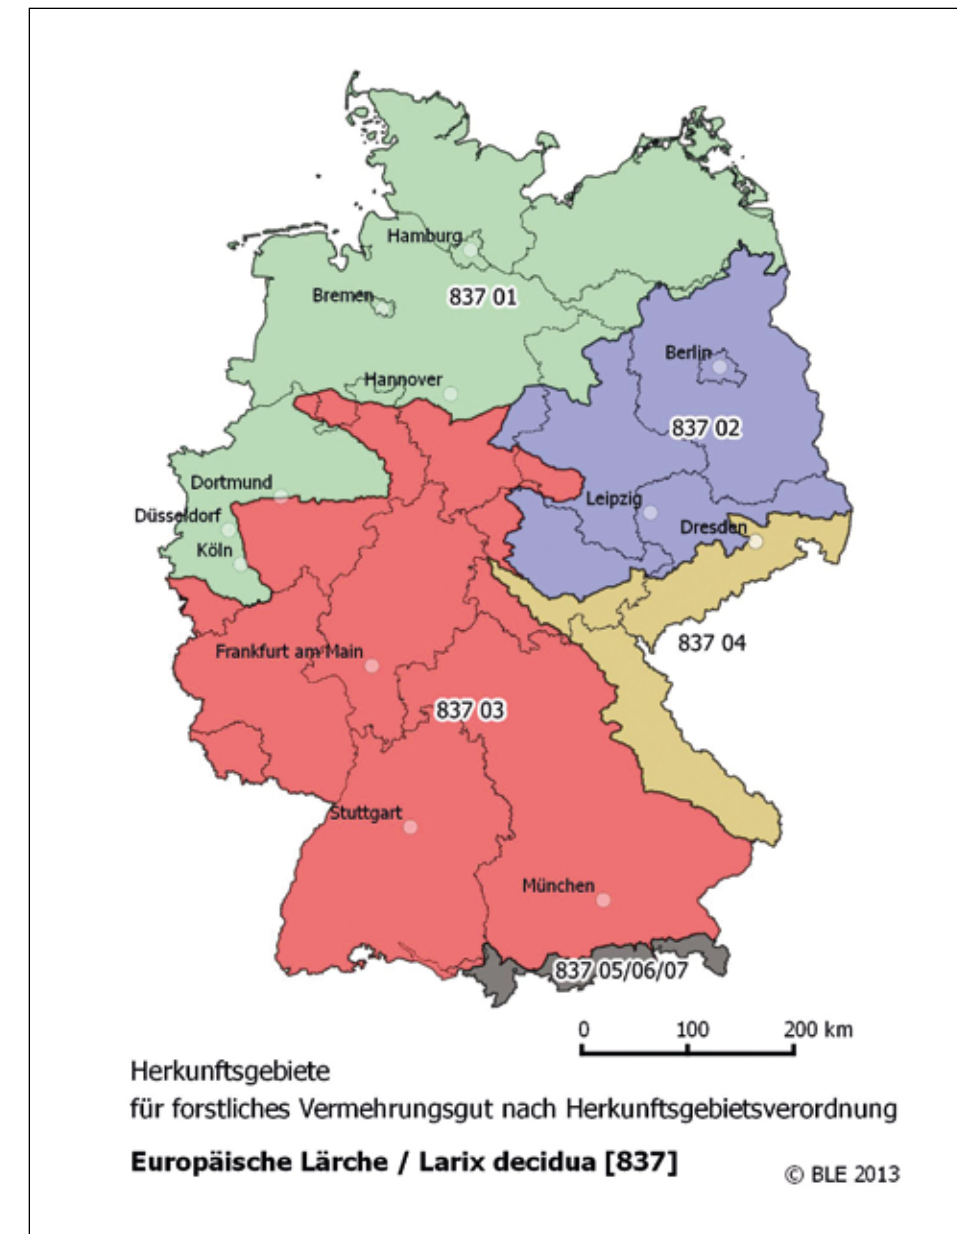 Hamburg
Bremen
837 01
Hannover
Berlin
837 02
Dortmund
Leipzig
Düsseldorf
Dresden
Köln
837 04
Frankfurt am Main
837 03
Stuttgart
München
837 05/06/07
0 100 200 km
Herkunftsgebiete
für forstliches Vermehrungsgut nach Herkunftsgebietsverordnung
Europäische Lärche / Larix decidua [837]
© BLE 2013